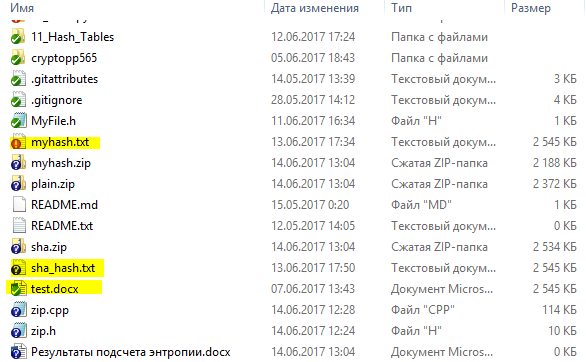 Имя Дата изменения Тип Размер
11_Hash_Tables 12.06.2017 17:24 Папка с файлами
cryptopp565 05.06.2017 18:43 Папка с файлами
.gitattributes 14.05.2017 13:39 Текстовый докум... 3 КБ
.gitignore 28.05.2017 14:12 Текстовый докум... 4 КБ
MyFile.h 11.06.2017 16:34 Файл "H" 1 КБ
myhash.txt 13.06.2017 17:34 Текстовый докум... 2 545 КБ
myhash.zip 14.06.2017 13:04 Сжатая ZIP-папка 2 188 КБ
plain.zip 14.06.2017 13:04 Сжатая ZIP-папка 2 372 КБ
README.md 15.05.2017 0:20 Файл "MD" 1 КБ
README.txt 12.05.2017 14:05 Текстовый докум... 0 КБ
sha.zip 14.06.2017 13:04 Сжатая ZIP-папка 2 534 КБ
sha_hash.txt 13.06.2017 17:50 Текстовый докум... 2 545 КБ
test.docx 07.06.2017 13:43 Документ Micros... 2 545 КБ
zip.cpp 14.06.2017 12:28 Файл "CPP" 114 КБ
zip.h 14.06.2017 12:24 Файл "H" 10 КБ
Результаты подсчета энтропии.docx 14.06.2017 13:04 Документ Micros... 0 КБ